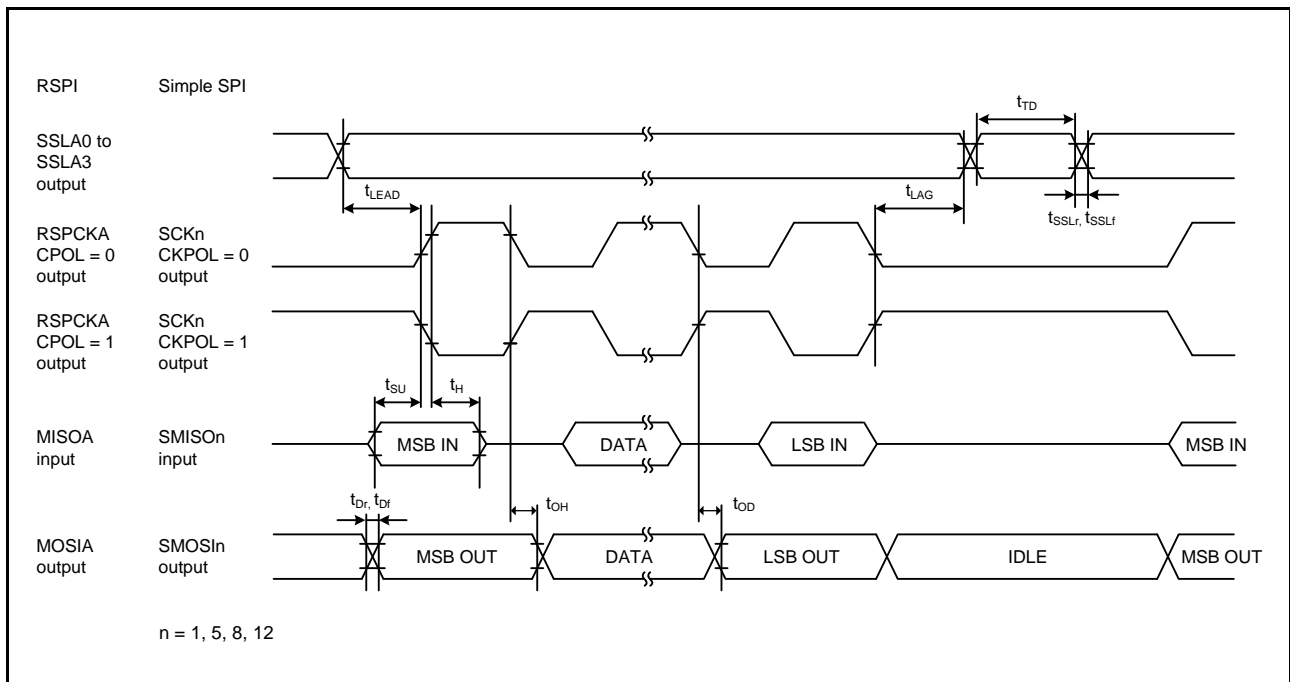 RSPI Simple SPI
tTD
SSLA0 to
SSLA3
output
tLEAD
tLAG
tSSLr, tSSLf
RSPCKA SCKn
CPOL = 0 CKPOL = 0
output output
RSPCKA SCKn
CPOL = 1 CKPOL = 1
output output
tSU tH
MISOA SMISOn
input input
MSB IN DATA LSB IN MSB IN
tDr, tDf tOH tOD
MOSIA SMOSIn
output output
MSB OUT DATA LSB OUT IDLE MSB OUT
n = 1, 5, 8, 12